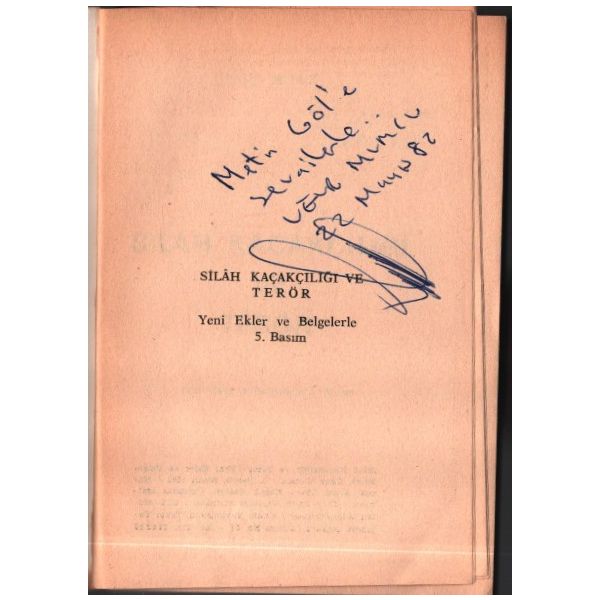 Metin Göl'e
sevgilerle..
Uğur Mumcu
22 Mayıs 82
SİLÂH KAÇAKÇILIĞI VE
TERÖR
Yeni Ekler ve Belgelerle
5. Basım